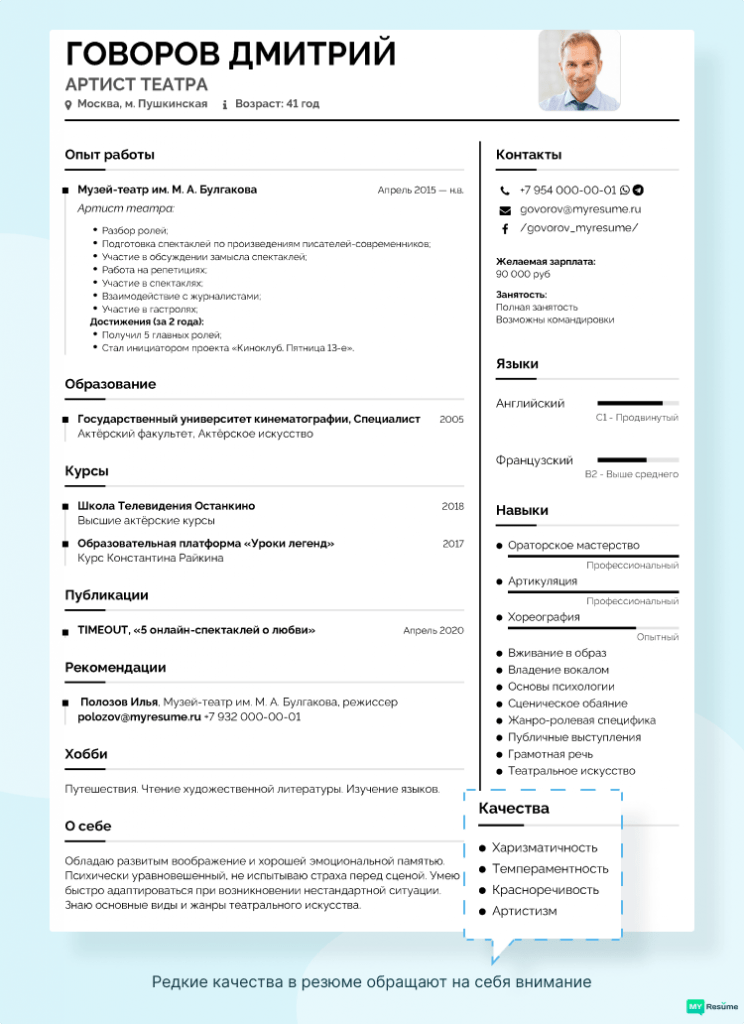 ГОВОРОВ ДМИТРИЙ
АРТИСТ ТЕАТРА
Москва, м. Пушкинская Возраст: 41 год
Опыт работы
Музей-театр им. М. А. Булгакова Апрель 2015 — н.в.
Артист театра:
Разбор ролей;
Подготовка спектаклей по произведениям писателей-современников;
Участие в обсуждении замысла спектаклей;
Работа на репетициях;
Участие в спектаклях;
Взаимодействие с журналистами;
Участие в гастролях;
Достижения (за 2 года):
Получил 5 главных ролей;
Стал инициатором проекта «Киноклуб. Пятница 13-е».
Образование
Государственный университет кинематографии, Специалист 2005
Актёрский факультет, Актёрское искусство
Курсы
Школа Телевидения Останкино 2018
Высшие актёрские курсы
Образовательная платформа «Уроки легенд» 2017
Курс Константина Райкина
Публикации
TIMEOUT, «5 онлайн-спектаклей о любви» Апрель 2020
Рекомендации
Полозов Илья, Музей-театр им. М. А. Булгакова, режиссер
polozov@myresume.ru +7 932 000-00-01
Хобби
Путешествия. Чтение художественной литературы. Изучение языков.
О себе
Обладаю развитым воображение и хорошей эмоциональной памятью.
Психически уравновешенный, не испытываю страха перед сценой. Умею
быстро адаптироваться при возникновении нестандартной ситуации.
Знаю основные виды и жанры театрального искусства.
Контакты
+7 954 000-00-01
govorov@myresume.ru
/govorov_myresume/
Желаемая зарплата:
90 000 руб
Занятость:
Полная занятость
Возможны командировки
Языки
Английский
C1 - Продвинутый
Французский
B2 - Выше среднего
Навыки
Ораторское мастерство
Профессиональный
Артикуляция
Профессиональный
Хореография
Опытный
Вживание в образ
Владение вокалом
Основы психологии
Сценическое обаяние
Жанро-ролевая специфика
Публичные выступления
Грамотная речь
Театральное искусство
Качества
Харизматичность
Темпераментность
Красноречивость
Артистизм
Редкие качества в резюме обращают на себя внимание
MY Resume